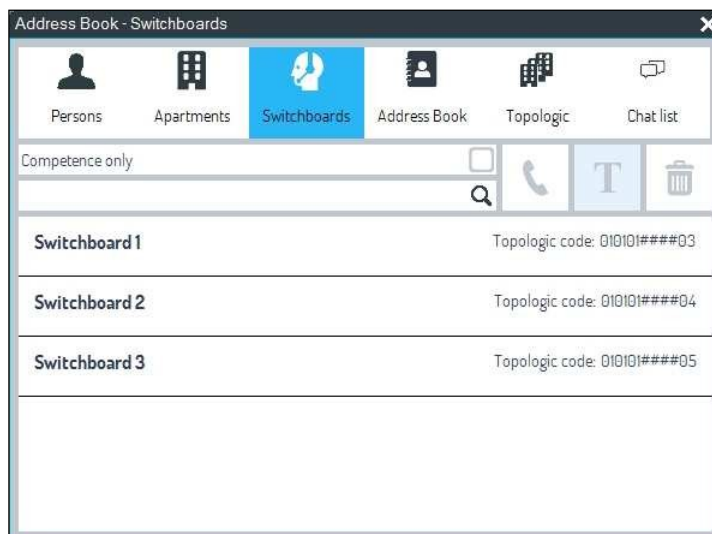 Address Book - Switchboards
Persons
Apartments
Switchboards
Address Book
Topologic
Chat list
Competence only
T
Switchboard 1
Topologic code: 010101####03
Switchboard 2
Topologic code: 010101####04
Switchboard 3
Topologic code: 010101####05